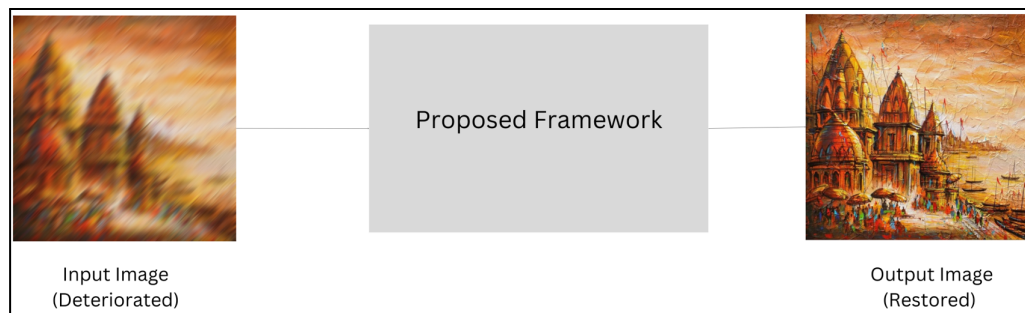 Proposed Framework
Input Image
(Deteriorated)
Output Image
(Restored)